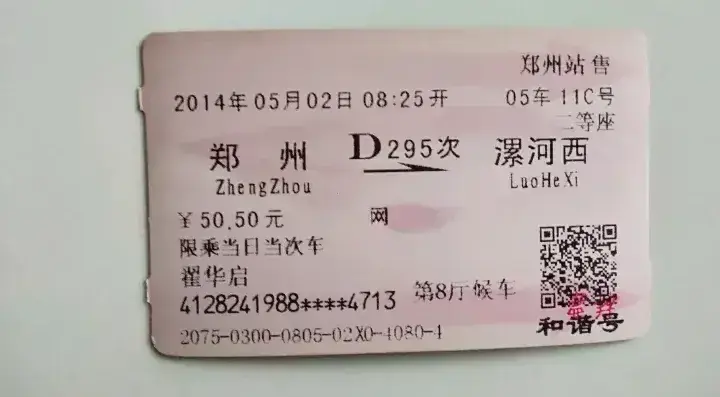 郑州站售
2014年05月02日 08:25开 05车 11C号
二等座
郑州 D295次 漯河西
ZhengZhou LuoHeXi
￥50.50元 网
限乘当日当次车
翟华启
4128241988****4713 第8厅候车
2075-0300-0805-02X0-4080-4
和谐号